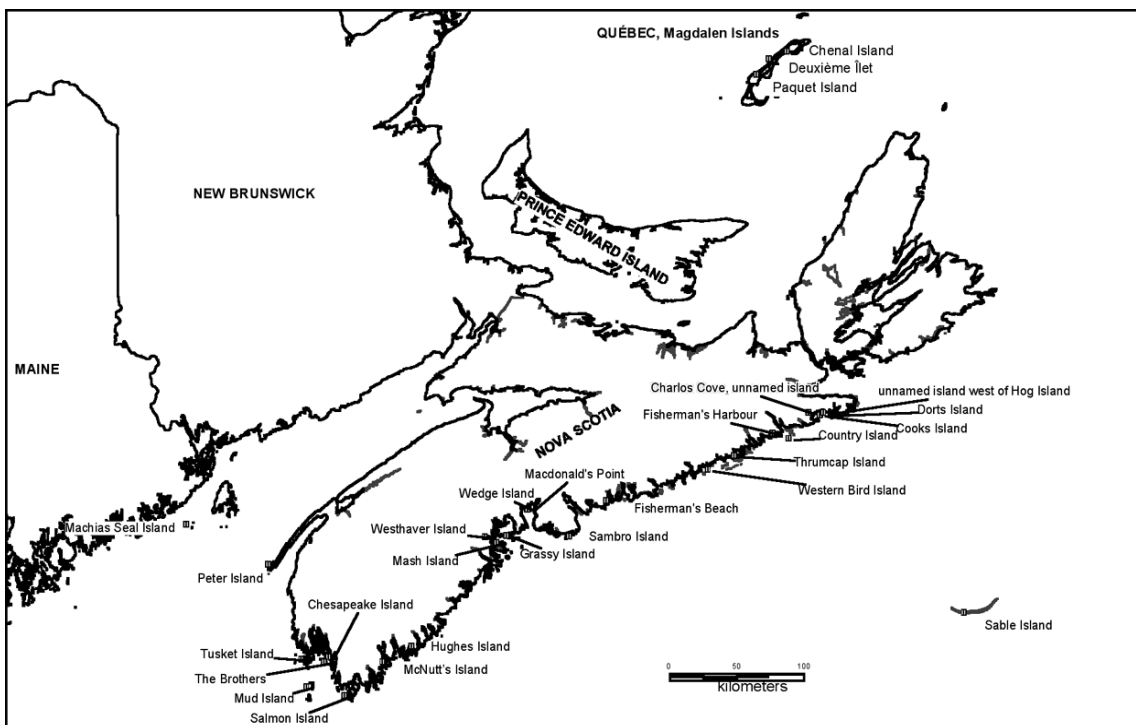 QUÉBEC, Magdalen Islands
Chenal Island
Deuxième Îlet
Paquet Island
NEW BRUNSWICK
PRINCE EDWARD ISLAND
MAINE
Charlos Cove, unnamed island
unnamed island west of Hog Island
Dorts Island
Fisherman's Harbour
Cooks Island
Country Island
NOVA SCOTIA
Thrumcap Island
Macdonald's Point
Western Bird Island
Wedge Island
Fisherman's Beach
Machias Seal Island
Westhaver Island
Sambro Island
Grassy Island
Mash Island
Peter Island
Chesapeake Island
Sable Island
Hughes Island
Tusket Island
McNutt's Island
The Brothers
0 50 100
kilometers
Mud Island
Salmon Island